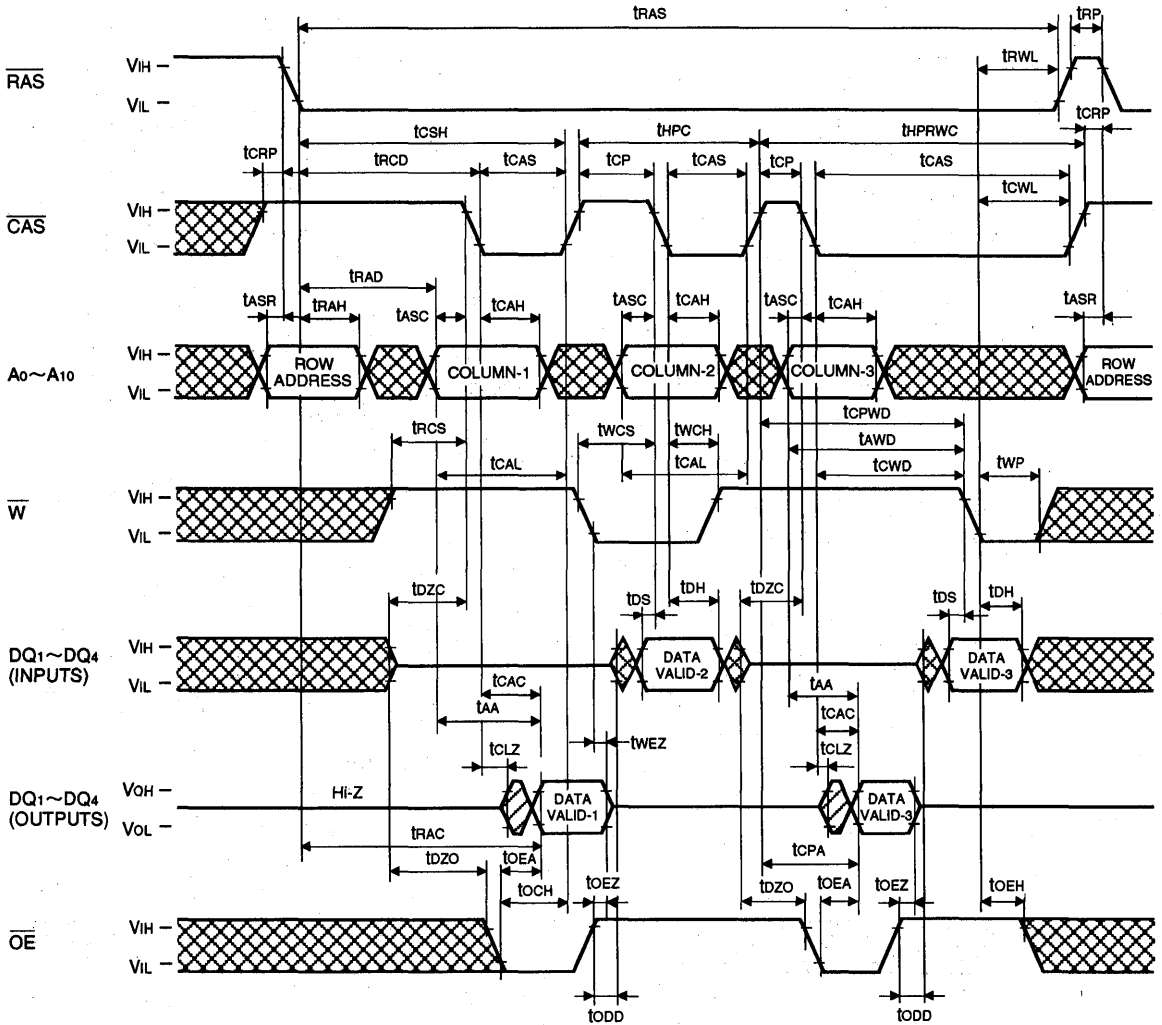 tRAS
tRP
RAS
VIH
VIL
tRWL
tCRP
tCSH
tHPC
tHPRWC
tCRP
tRCD
tCAS
tCP
tCAS
tCP
tCAS
tCWL
CAS
VIH
VIL
tRAD
tASR
tRAH
tASC
tCAH
tASC
tCAH
tASC
tCAH
tASR
A0~A10
VIH
VIL
ROW
ADDRESS
COLUMN-1
COLUMN-2
COLUMN-3
ROW
ADDRESS
tRCS
tWCS
tWCH
tCPWD
tAWD
tCAL
tCAL
tCWD
tWP
W
VIH
VIL
tDZC
tDS
tDH
tDZC
tDS
tDH
DQ1~DQ4
(INPUTS)
VIH
VIL
DATA
VALID-2
DATA
VALID-3
tCAC
tAA
tWEZ
tAA
tCAC
tCLZ
tCLZ
DQ1~DQ4
(OUTPUTS)
VOH
VOL
Hi-Z
DATA
VALID-1
DATA
VALID-3
tRAC
tCPA
tDZO
tOEA
tOCH
tOEZ
tDZO
tOEA
tOEZ
tOEH
OE
VIH
VIL
tODD
tODD